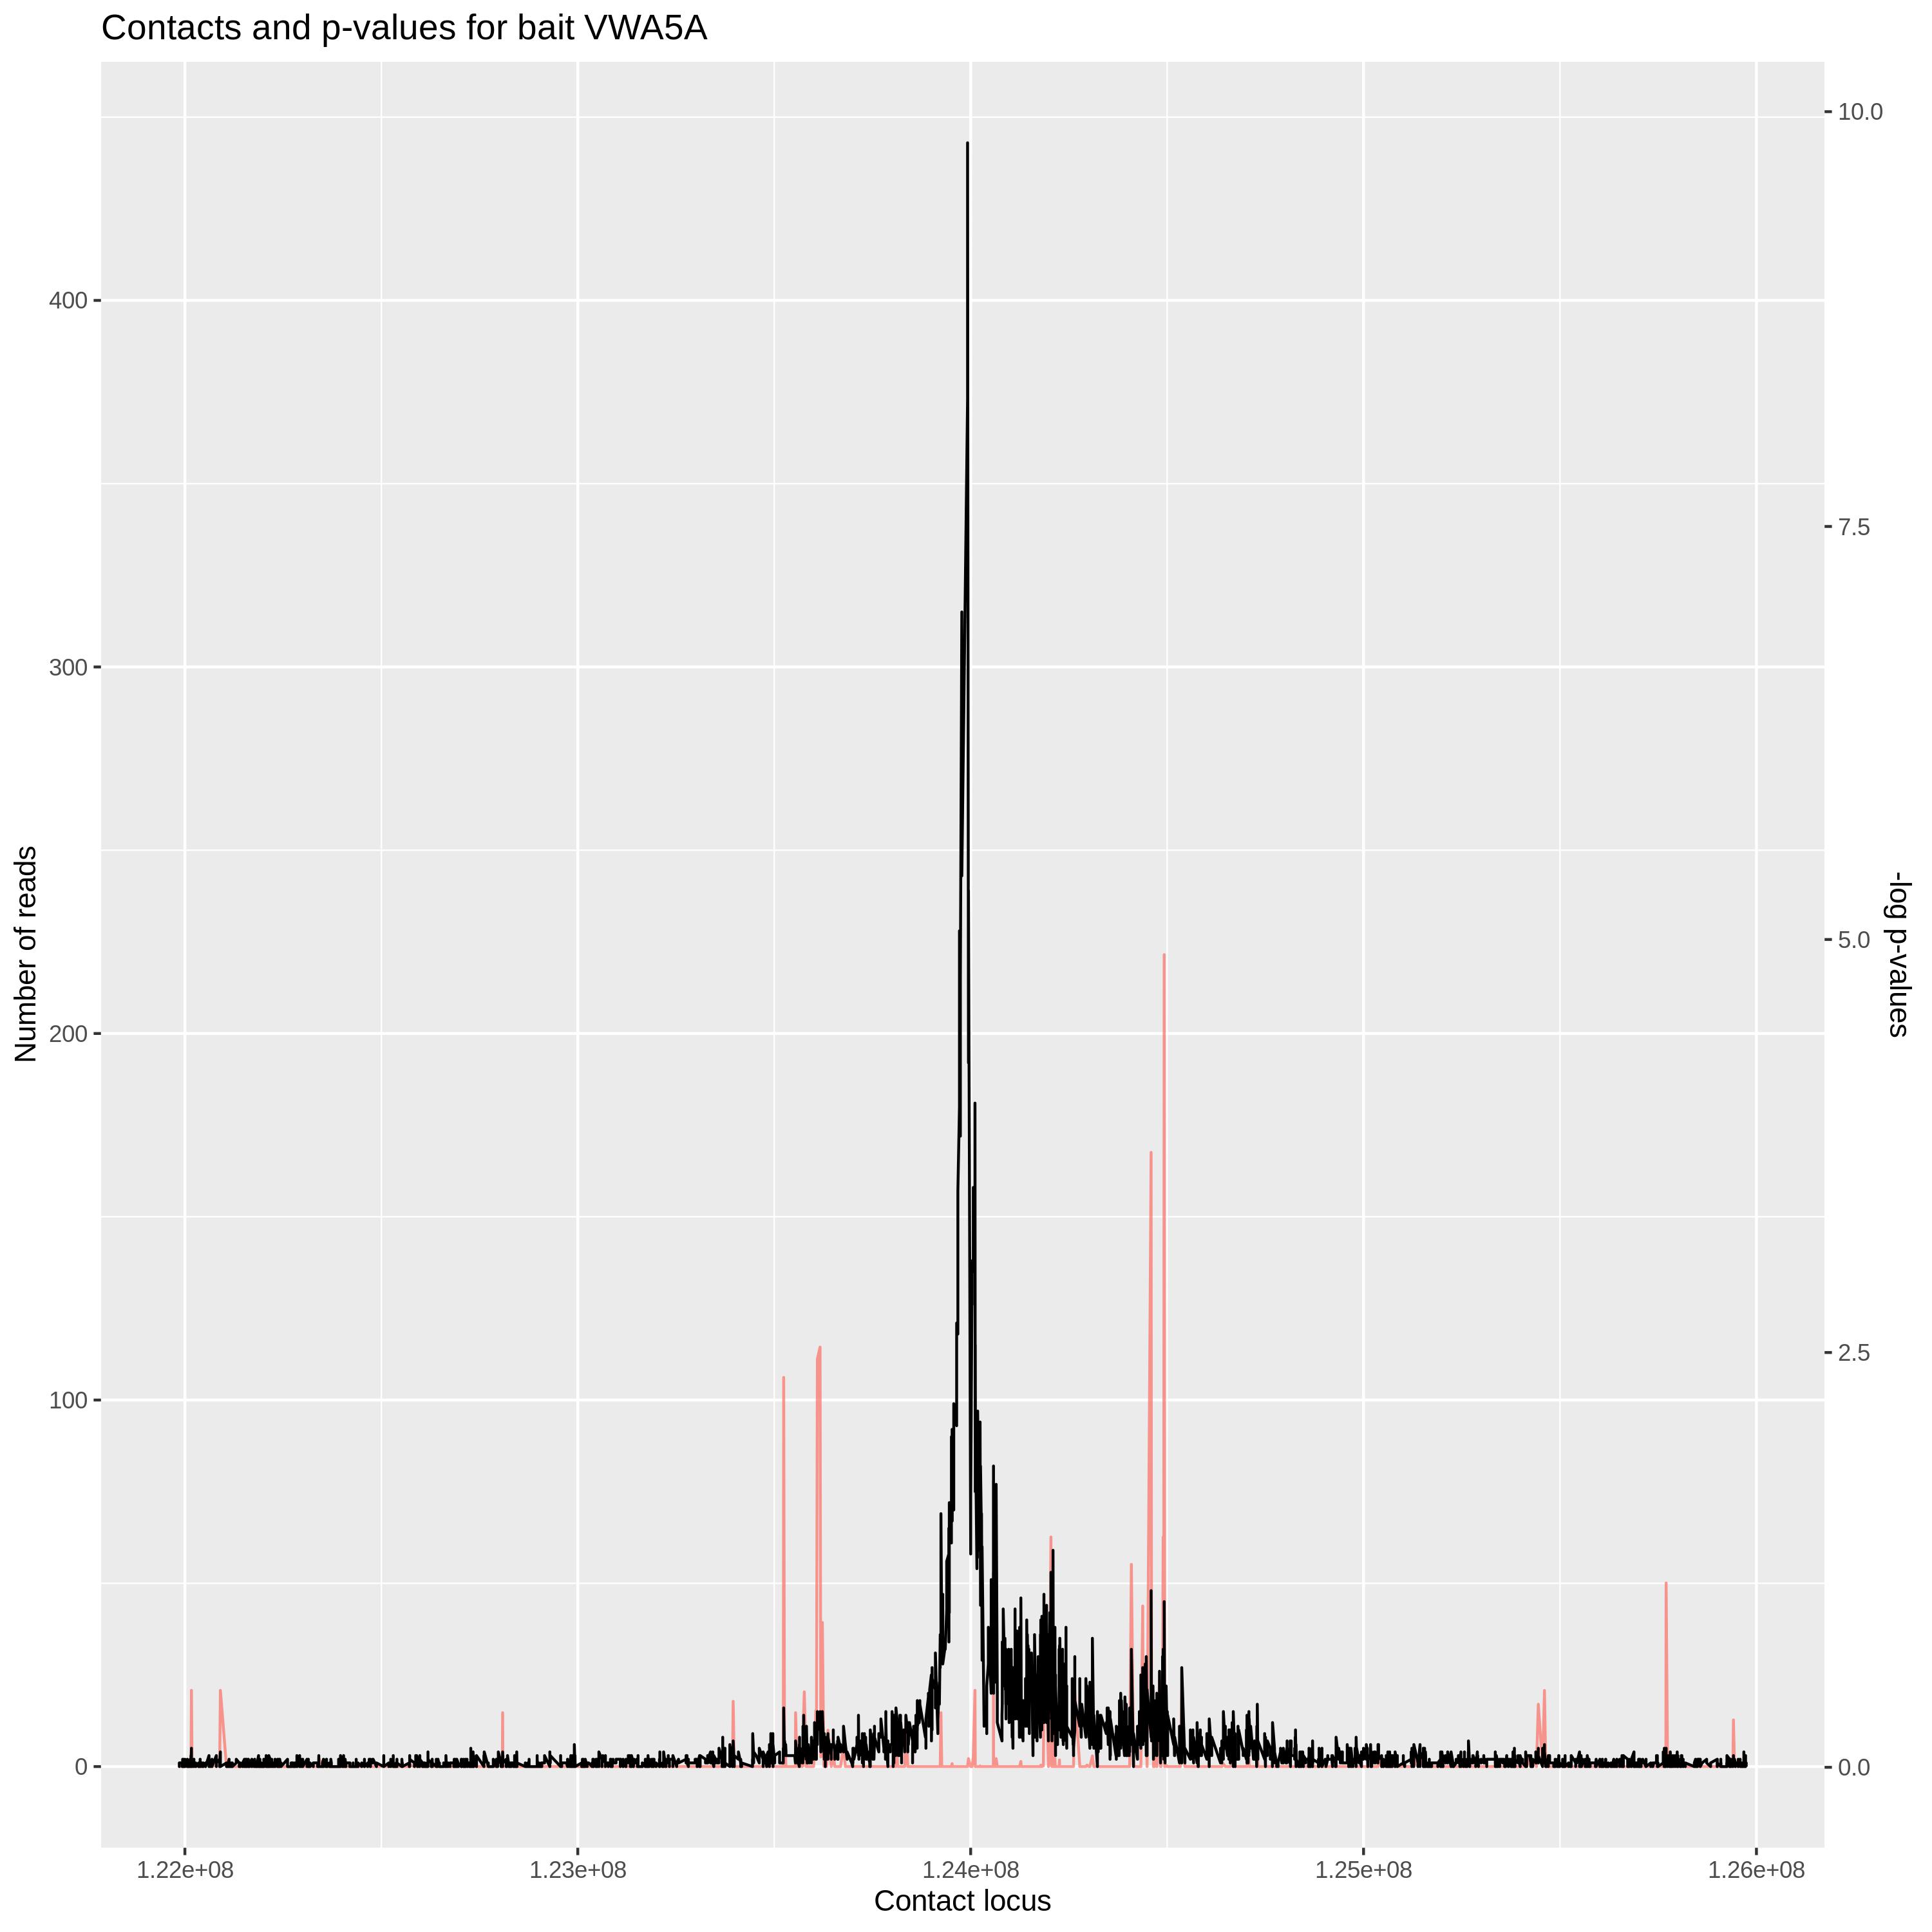 Contacts and p-values for bait VWA5A
Number of reads
400
300
200
100
0
10.0
7.5
5.0
2.5
0.0
-log p-values
1.22e+08 1.23e+08 1.24e+08 1.25e+08 1.26e+08
Contact locus